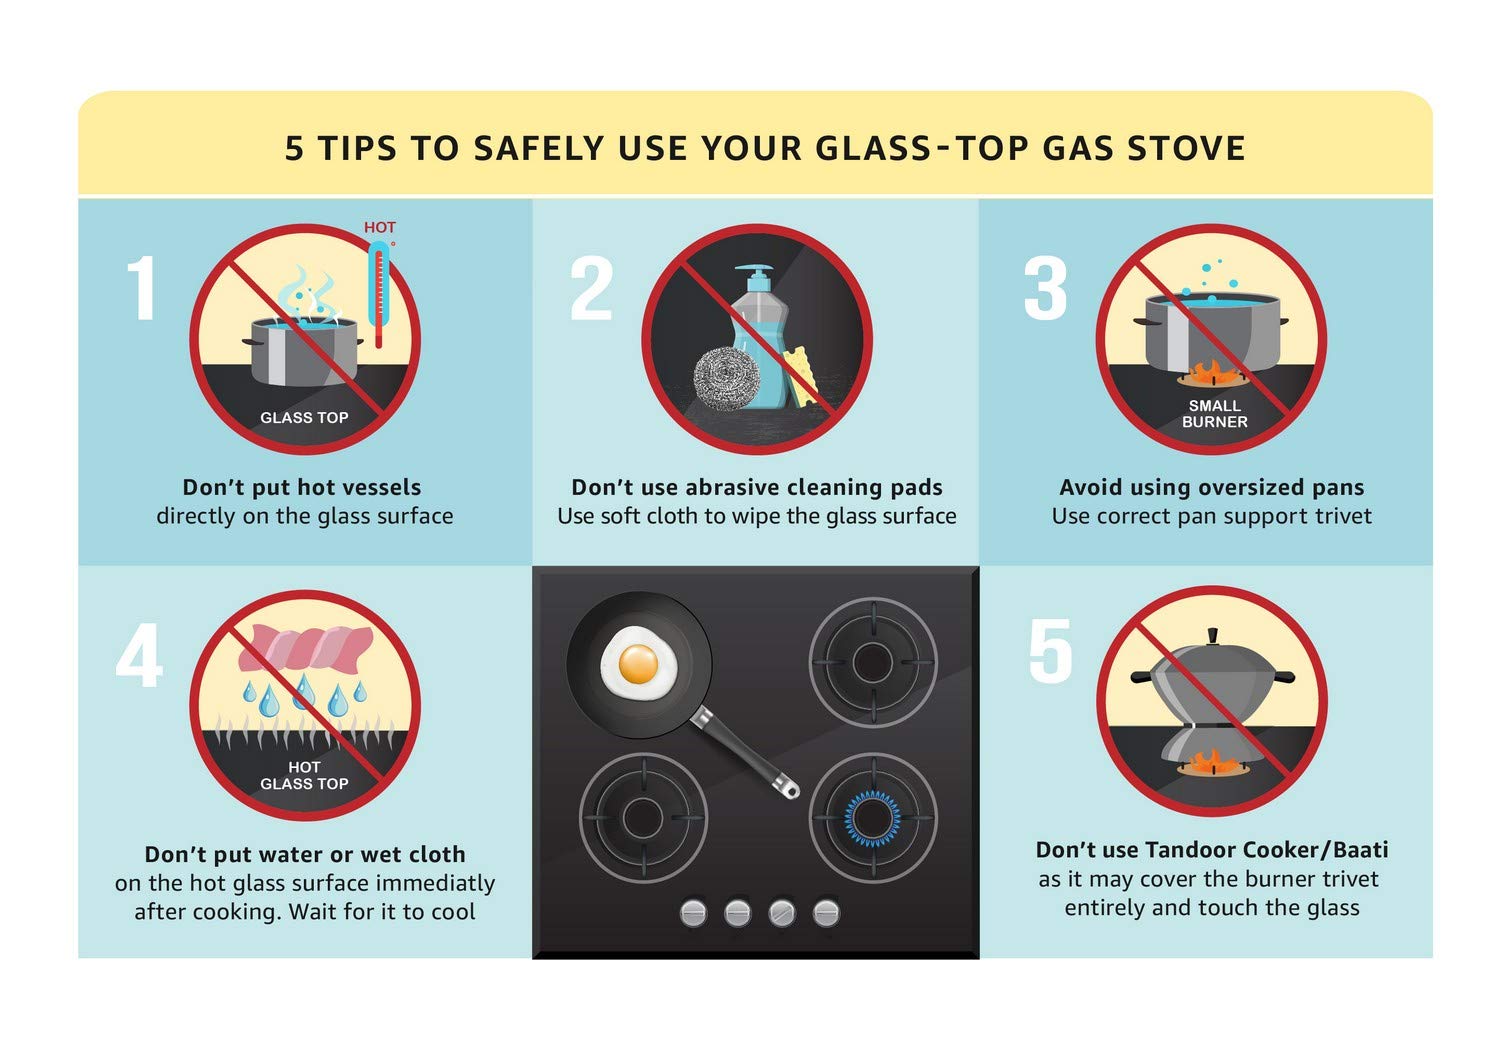 5 TIPS TO SAFELY USE YOUR GLASS-TOP GAS STOVE
1
HOT
GLASS TOP
Don't put hot vessels
directly on the glass surface
2
Don't use abrasive cleaning pads
Use soft cloth to wipe the glass surface
3
SMALL
BURNER
Avoid using oversized pans
Use correct pan support trivet
4
HOT
GLASS TOP
Don't put water or wet cloth
on the hot glass surface immediatly
after cooking. Wait for it to cool
5
Don't use Tandoor Cooker/Baati
as it may cover the burner trivet
entirely and touch the glass